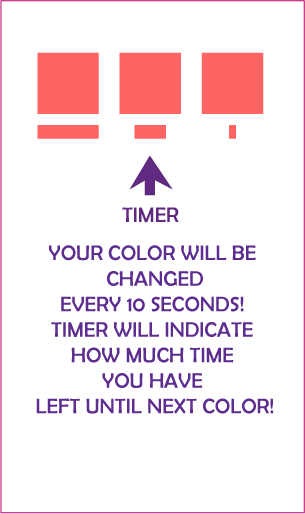 TIMER
YOUR COLOR WILL BE
CHANGED
EVERY 10 SECONDS!
TIMER WILL INDICATE
HOW MUCH TIME
YOU HAVE
LEFT UNTIL NEXT COLOR!